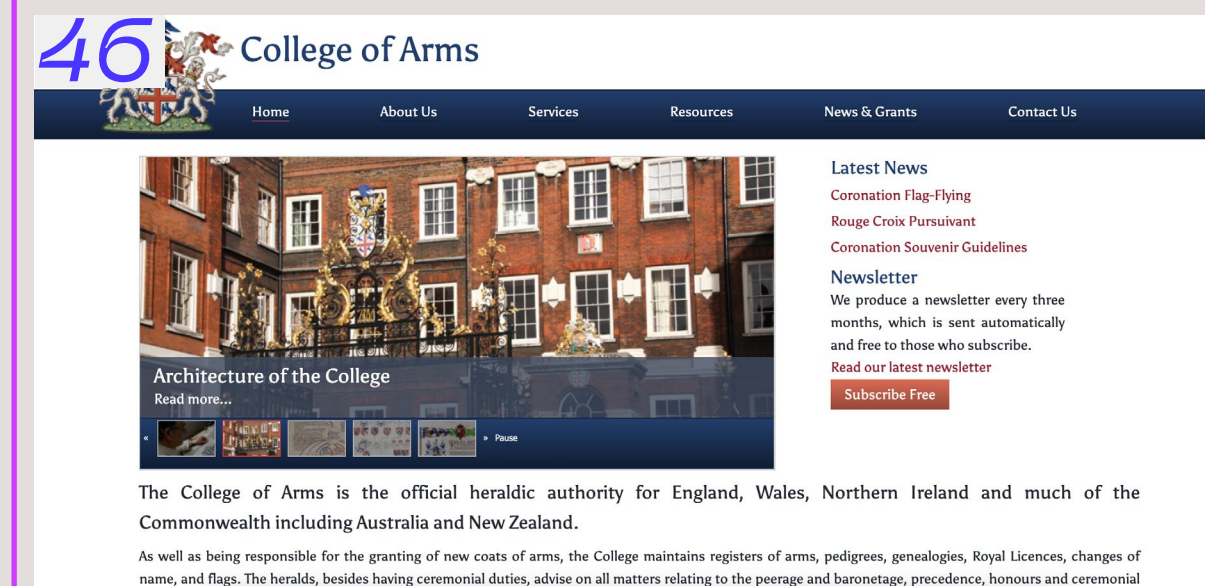 46
College of Arms
Home About Us Services Resources News & Grants Contact Us
Architecture of the College
Read more...
« » Pause
Latest News
Coronation Flag-Flying
Rouge Croix Pursuivant
Coronation Souvenir Guidelines
Newsletter
We produce a newsletter every three
months, which is sent automatically
and free to those who subscribe.
Read our latest newsletter
Subscribe Free
The College of Arms is the official heraldic authority for England, Wales, Northern Ireland and much of the
Commonwealth including Australia and New Zealand.
As well as being responsible for the granting of new coats of arms, the College maintains registers of arms, pedigrees, genealogies, Royal Licences, changes of
name, and flags. The heralds, besides having ceremonial duties, advise on all matters relating to the peerage and baronetage, precedence, honours and ceremonial